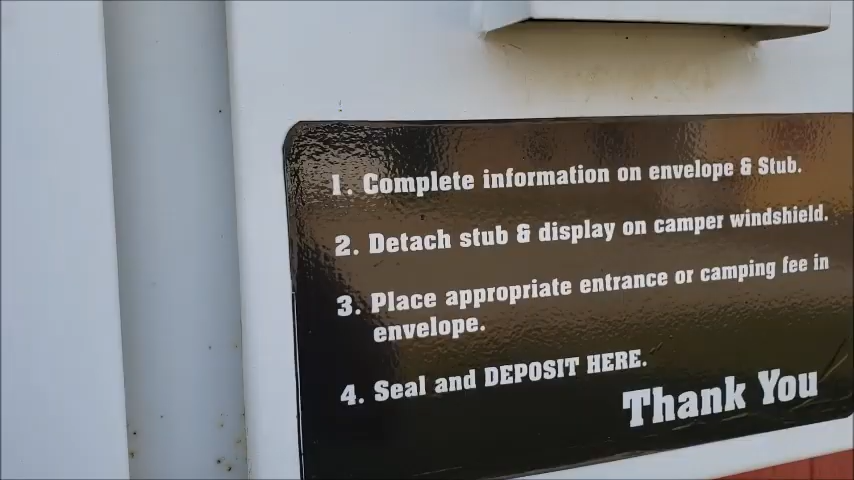 1. Complete information on envelope & Stub.
2. Detach stub & display on camper windshield.
3. Place appropriate entrance or camping fee in
envelope.
4. Seal and DEPOSIT HERE.
Thank You